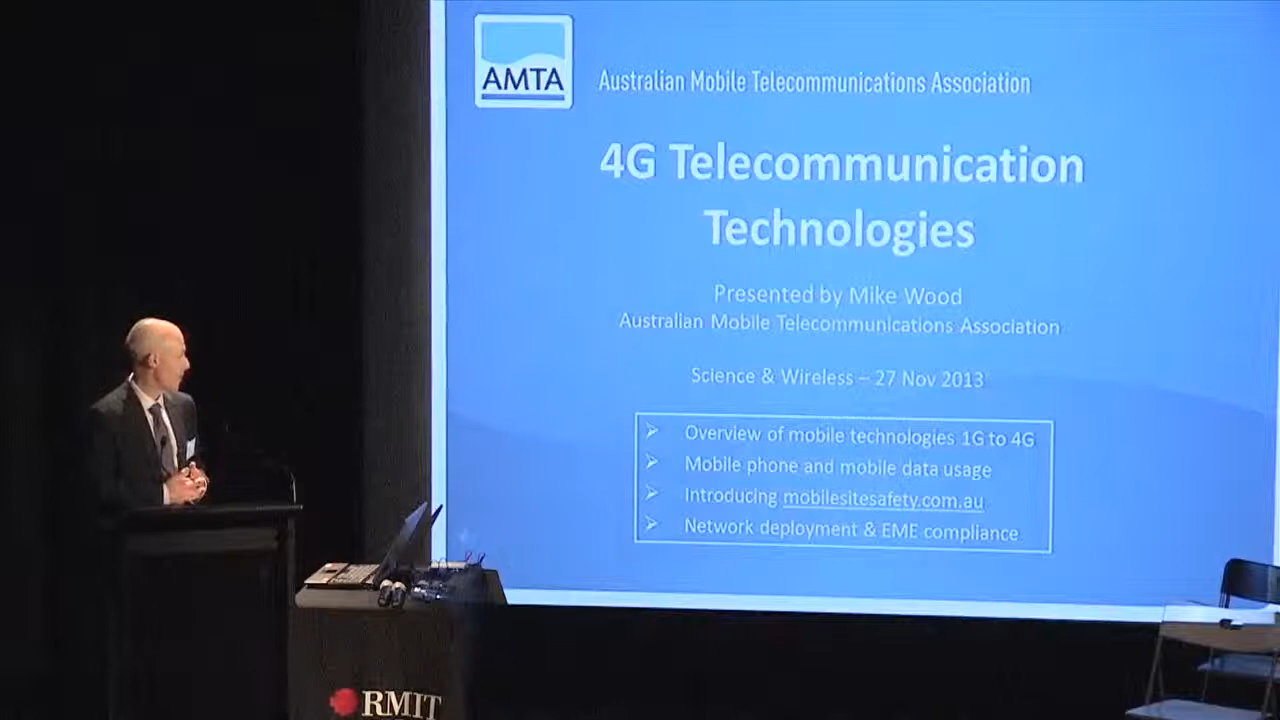 AMTA
Australian Mobile Telecommunications Association
4G Telecommunication
Technologies
Presented by Mike Wood
Australian Mobile Telecommunications Association
Science & Wireless – 27 Nov 2013
Overview of mobile technologies 1G to 4G
Mobile phone and mobile data usage
Introducing mobilesitesafety.com.au
Network deployment & EME compliance
RMIT